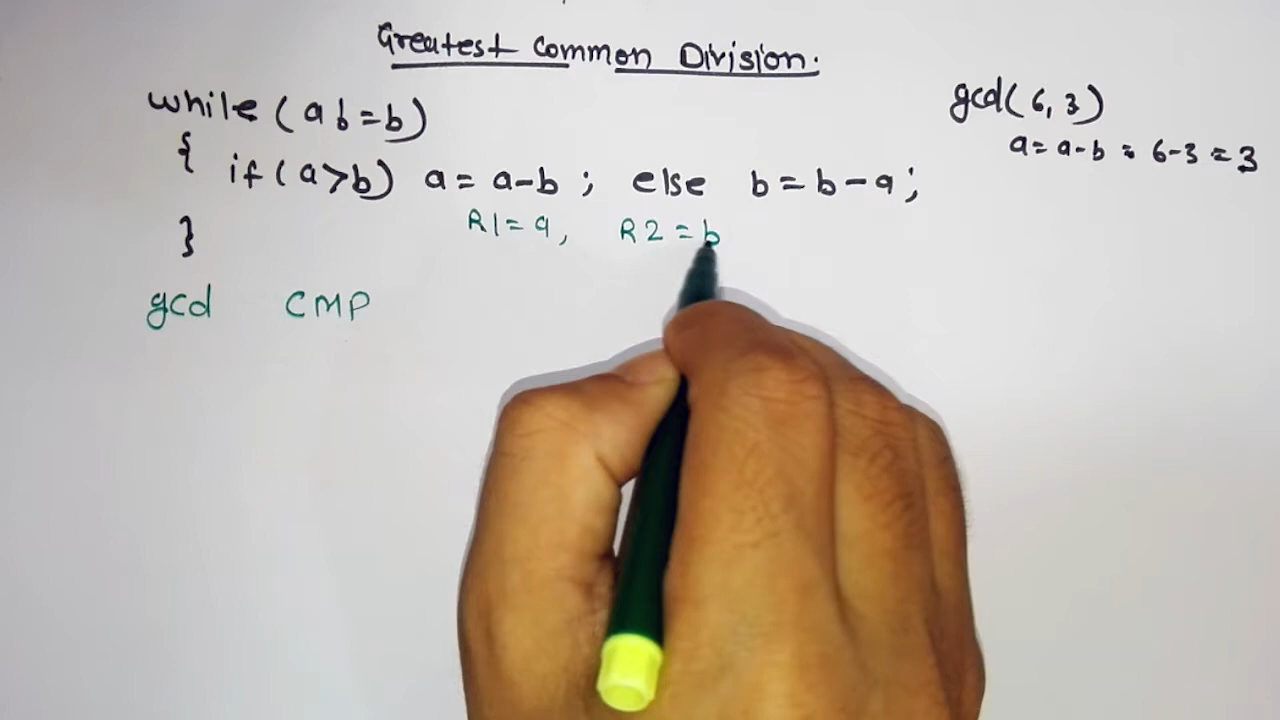 Greatest Common Division.
while (a b=b)
gcd(6, 3)
a = a-b = 6-3 = 3
{ if (a>b) a = a-b ; else b = b-a ;
R1 = a, R2 = b
}
gcd CMP